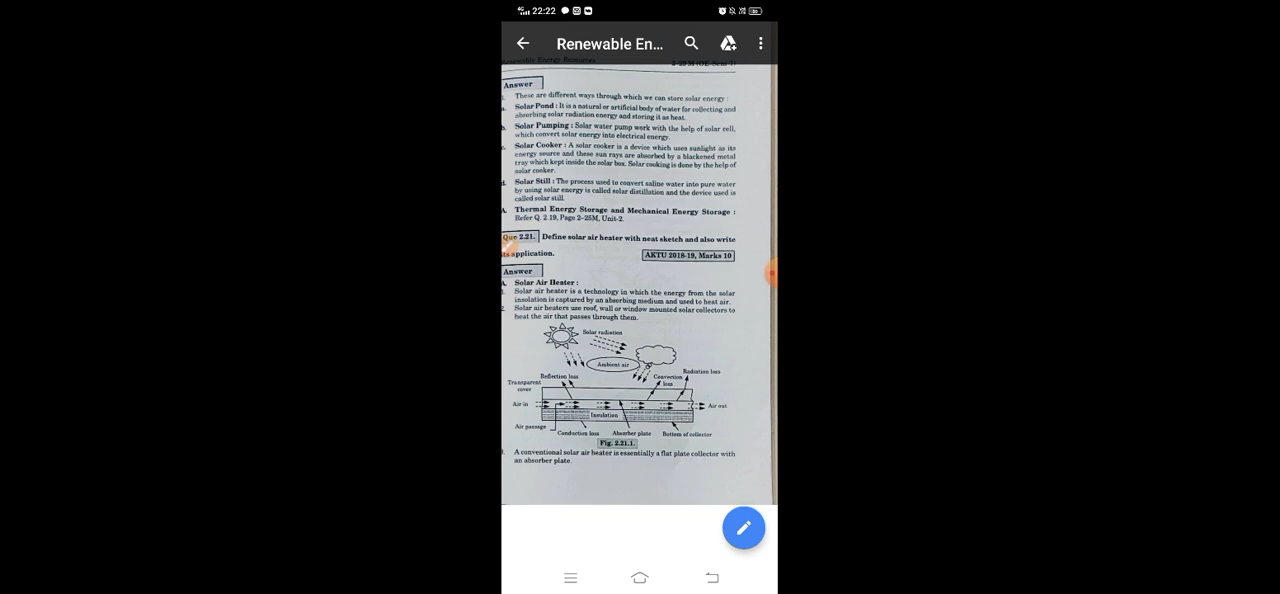 22:22
Renewable En...
Renewable Energy Resources
2-29 M (OE-Sem-7)
Answer
These are different ways through which we can store solar energy :
a. Solar Pond : It is a natural or artificial body of water for collecting and
absorbing solar radiation energy and storing it as heat.
b. Solar Pumping : Solar water pump work with the help of solar cell,
which convert solar energy into electrical energy.
c. Solar Cooker : A solar cooker is a device which uses sunlight as its
energy source and these sun rays are absorbed by a blackened metal
tray which kept inside the solar box. Solar cooking is done by the help of
solar cooker.
d. Solar Still : The process used to convert saline water into pure water
by using solar energy is called solar distillution and the device used is
called solar still.
A. Thermal Energy Storage and Mechanical Energy Storage :
Refer Q. 2.19, Page 2-25M, Unit-2.
Que 2.21. Define solar air heater with neat sketch and also write
its application.
AKTU 2018-19, Marks 10
Answer
A. Solar Air Heater :
1. Solar air heater is a technology in which the energy from the solar
insolation is captured by an absorbing medium and used to heat air.
2. Solar air heaters use roof, wall or window mounted solar collectors to
heat the air that passes through them.
Solar radiation
Ambient air
Reflection loss
Convection
loss
Radiation loss
Transparent
cover
Air in
Air out
Insulation
Air passage
Conduction loss
Absorber plate
Bottom of collector
Fig. 2.21.1.
A conventional solar air heater is essentially a flat plate collector with
an absorber plate.